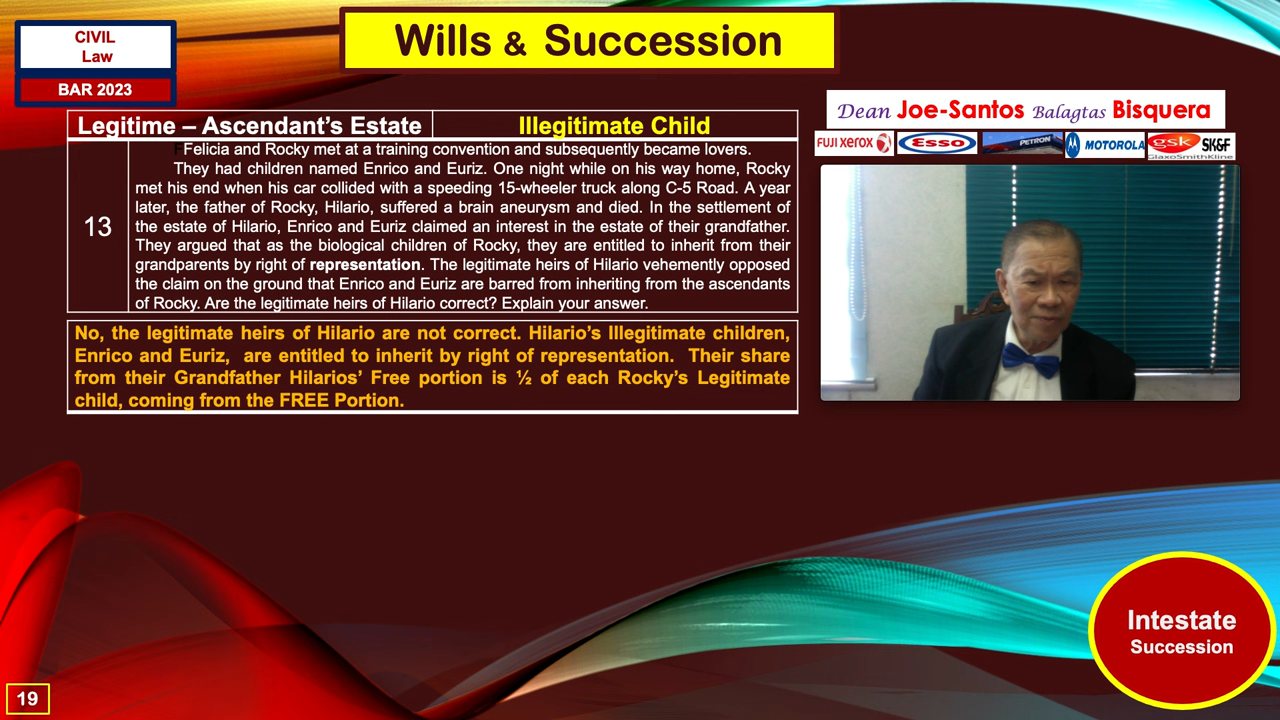 CIVIL
Law
BAR 2023
Wills & Succession
Dean Joe-Santos Balagtas Bisquera
FUJI XEROX
ESSO
PETRON
MOTOROLA
gsk
SK&F
GlaxoSmithKline
Legitime – Ascendant's Estate
Illegitimate Child
13
FFelicia and Rocky met at a training convention and subsequently became lovers.
They had children named Enrico and Euriz. One night while on his way home, Rocky
met his end when his car collided with a speeding 15-wheeler truck along C-5 Road. A year
later, the father of Rocky, Hilario, suffered a brain aneurysm and died. In the settlement of
the estate of Hilario, Enrico and Euriz claimed an interest in the estate of their grandfather.
They argued that as the biological children of Rocky, they are entitled to inherit from their
grandparents by right of representation. The legitimate heirs of Hilario vehemently opposed
the claim on the ground that Enrico and Euriz are barred from inheriting from the ascendants
of Rocky. Are the legitimate heirs of Hilario correct? Explain your answer.
No, the legitimate heirs of Hilario are not correct. Hilario's Illegitimate children,
Enrico and Euriz, are entitled to inherit by right of representation. Their share
from their Grandfather Hilarios' Free portion is ½ of each Rocky's Legitimate
child, coming from the FREE Portion.
Intestate
Succession
19